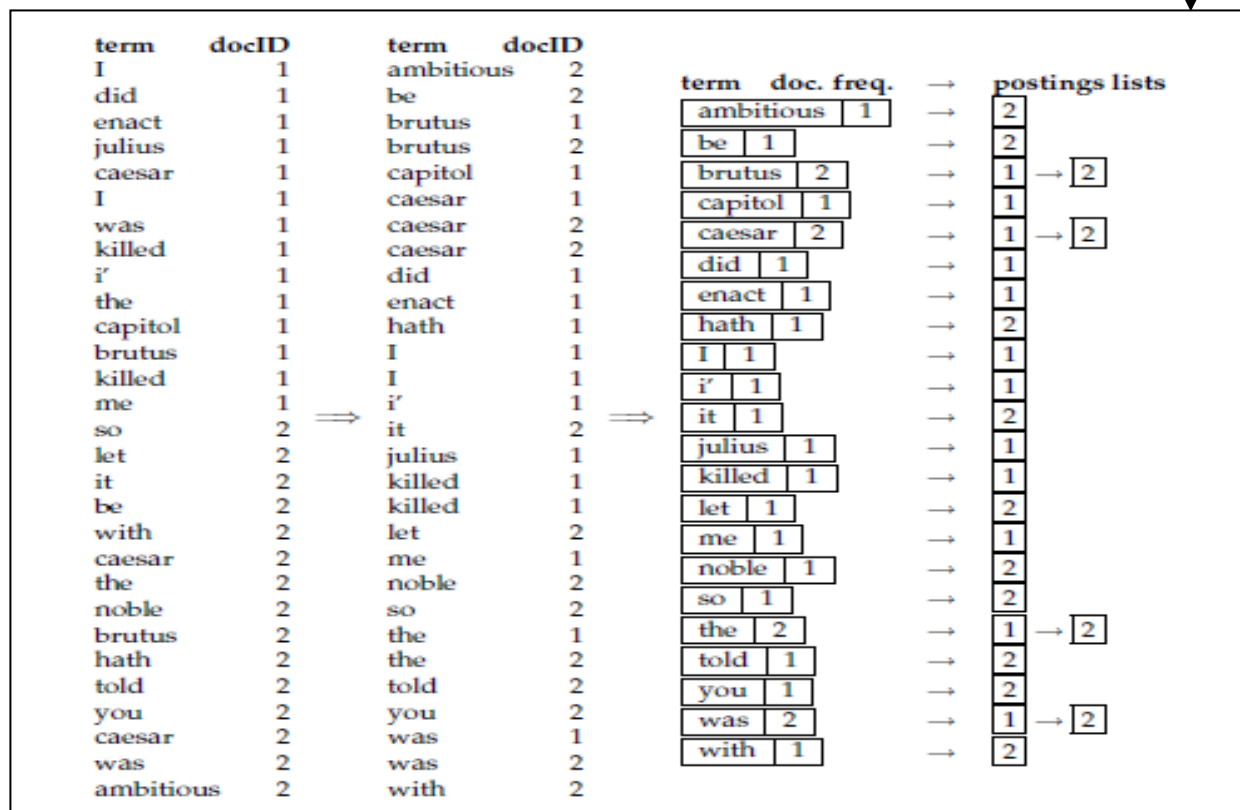 term docID
I 1
did 1
enact 1
julius 1
caesar 1
I 1
was 1
killed 1
i′ 1
the 1
capitol 1
brutus 1
killed 1
me 1
so 2
let 2
it 2
be 2
with 2
caesar 2
the 2
noble 2
brutus 2
hath 2
told 2
you 2
caesar 2
was 2
ambitious 2
⟹
term docID
ambitious 2
be 2
brutus 1
brutus 2
capitol 1
caesar 1
caesar 2
caesar 2
did 1
enact 1
hath 1
I 1
I 1
i′ 1
it 2
julius 1
killed 1
killed 1
let 2
me 1
noble 2
so 2
the 1
the 2
told 2
you 2
was 1
was 2
with 2
⟹
term doc. freq. → postings lists
ambitious 1 → 2
be 1 → 2
brutus 2 → 1 → 2
capitol 1 → 1
caesar 2 → 1 → 2
did 1 → 1
enact 1 → 1
hath 1 → 2
I 1 → 1
i′ 1 → 1
it 1 → 2
julius 1 → 1
killed 1 → 1
let 1 → 2
me 1 → 1
noble 1 → 2
so 1 → 2
the 2 → 1 → 2
told 1 → 2
you 1 → 2
was 2 → 1 → 2
with 1 → 2